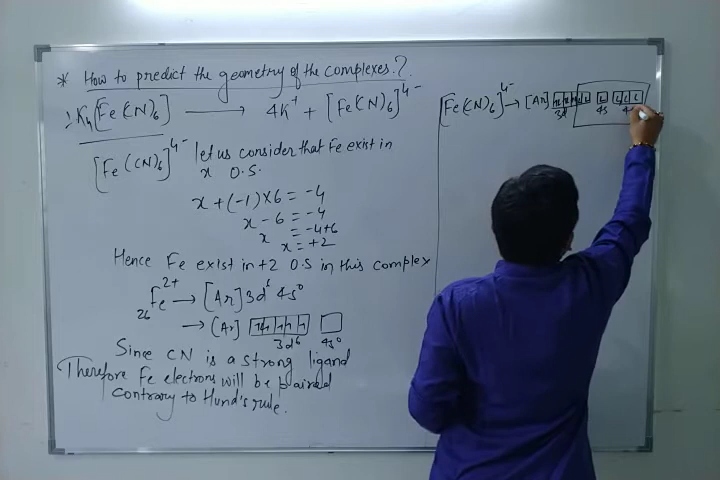 * How to predict the geometry of the complexes.?
:K₄[Fe(CN)₆] → 4K⁺ + [Fe(CN)₆]⁴⁻
[Fe(CN)₆]⁴⁻ let us consider that Fe exist in
x O.S.
x + (-1) × 6 = -4
x - 6 = -4
x = -4+6
x = +2
Hence Fe exist in +2 O.S in this complex
₂₆Fe²⁺ → [Ar] 3d⁶ 4s⁰
→ [Ar]
3d⁶ 4s⁰
Since CN is a strong ligand
Therefore Fe electrons will be paired
contrary to Hund's rule.
[Fe(CN)₆]⁴⁻ → [Ar]
3d 4s